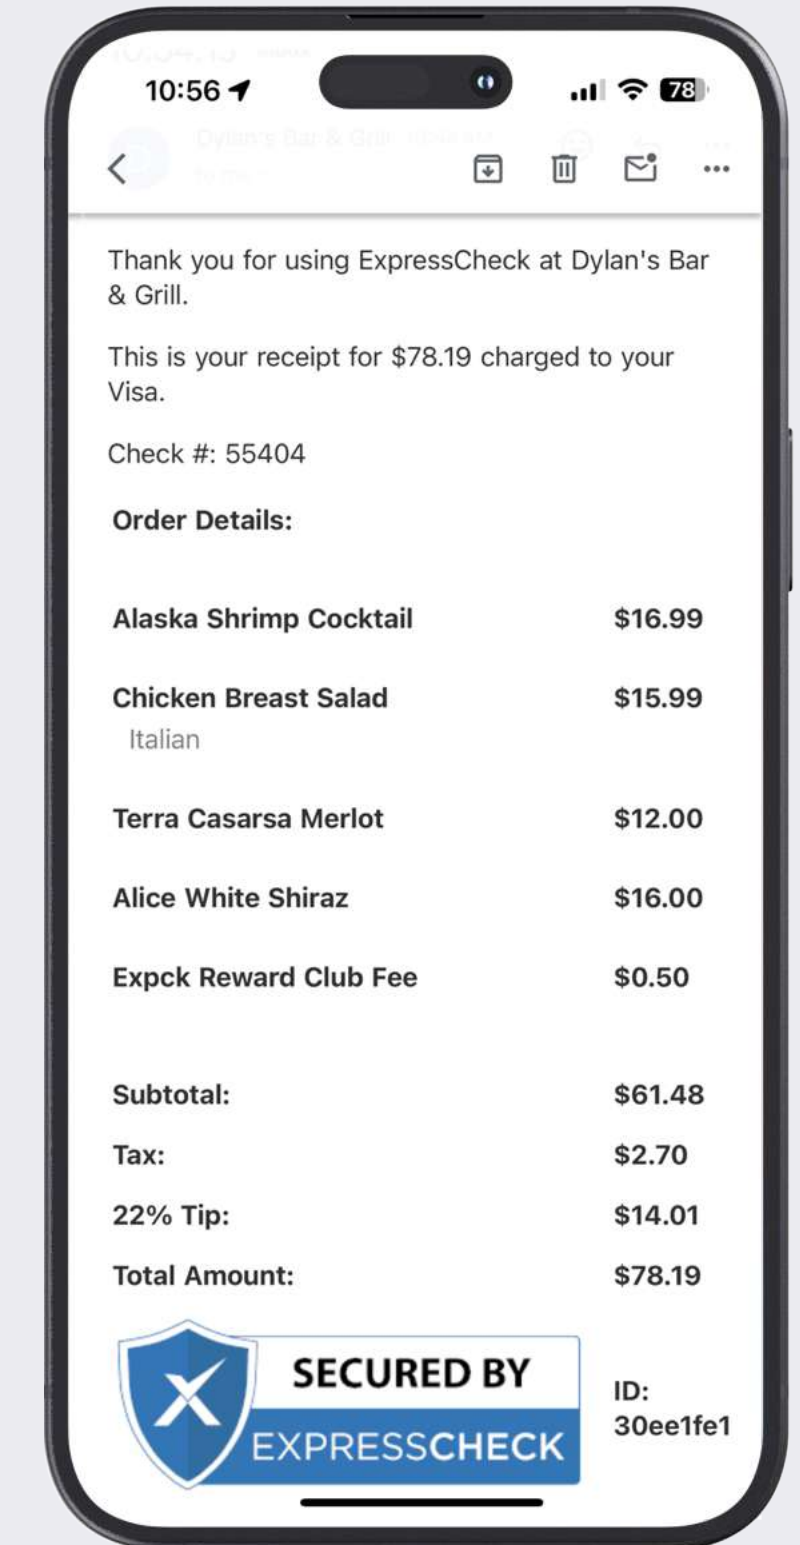 10:56
78
Dylan's Bar & Grill
Thank you for using ExpressCheck at Dylan's Bar
& Grill.
This is your receipt for $78.19 charged to your
Visa.
Check #: 55404
Order Details:
Alaska Shrimp Cocktail $16.99
Chicken Breast Salad $15.99
Italian
Terra Casarsa Merlot $12.00
Alice White Shiraz $16.00
Expck Reward Club Fee $0.50
Subtotal: $61.48
Tax: $2.70
22% Tip: $14.01
Total Amount: $78.19
SECURED BY
EXPRESSCHECK
ID:
30ee1fe1